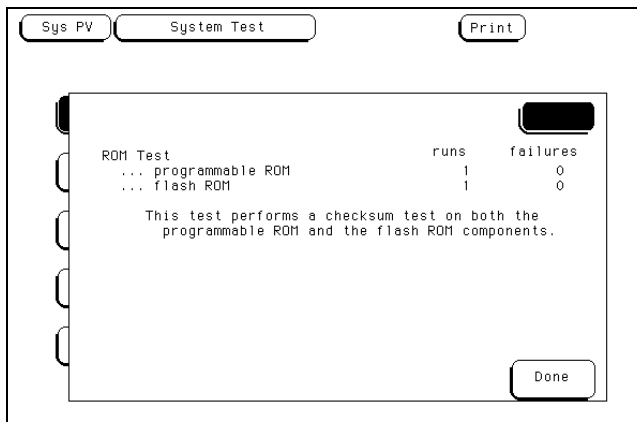 Sys PV System Test Print
ROM Test runs failures
... programmable ROM 1 0
... flash ROM 1 0
This test performs a checksum test on both the
programmable ROM and the flash ROM components.
Done